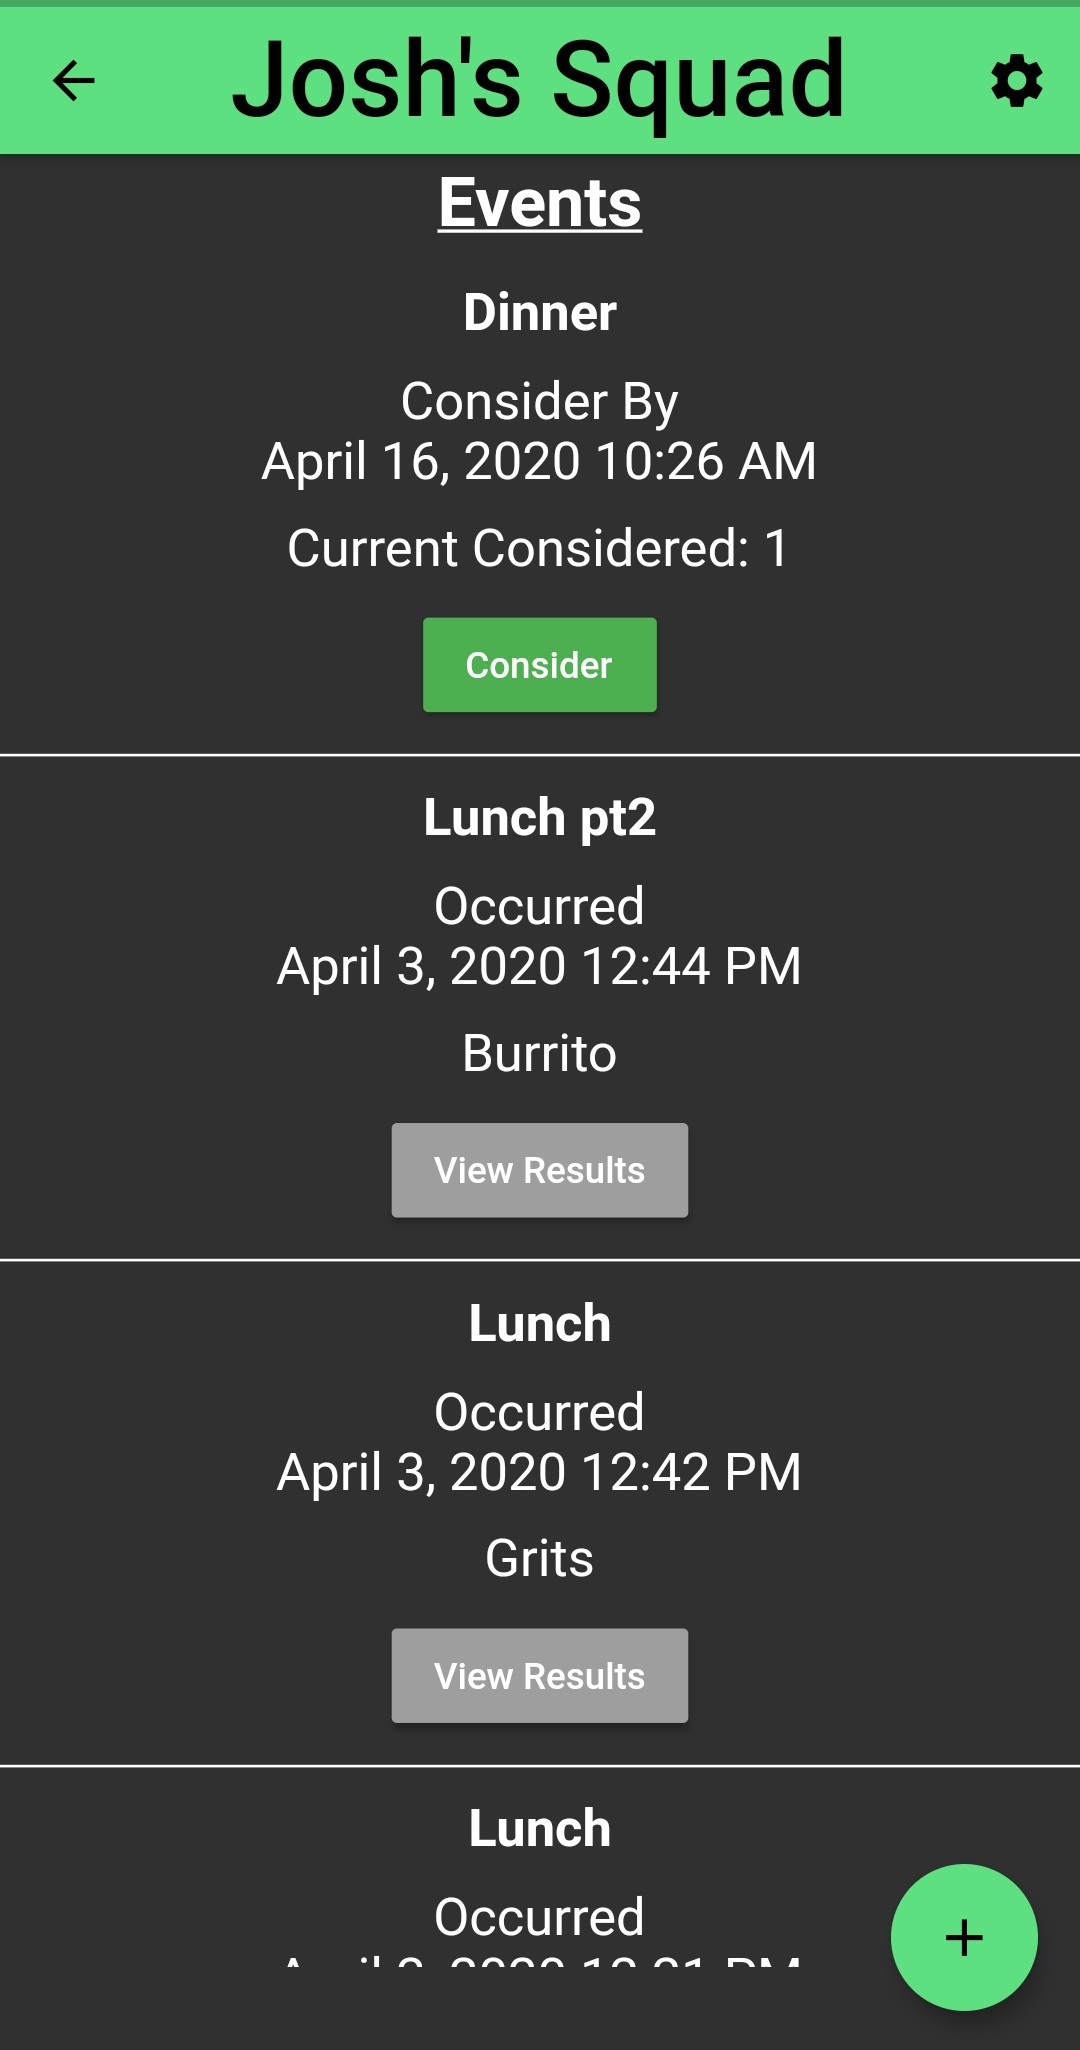 Josh's Squad
Events
Dinner
Consider By
April 16, 2020 10:26 AM
Current Considered: 1
Consider
Lunch pt2
Occurred
April 3, 2020 12:44 PM
Burrito
View Results
Lunch
Occurred
April 3, 2020 12:42 PM
Grits
View Results
Lunch
Occurred